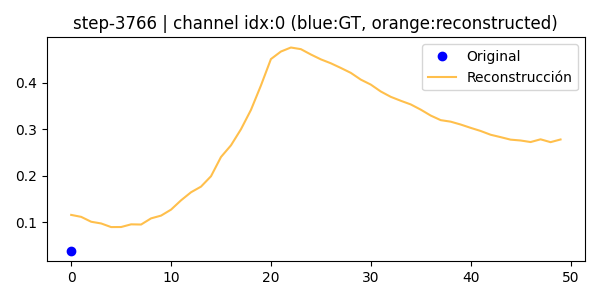 step-3766 | channel idx:0 (blue:GT, orange:reconstructed)
Original
Reconstrucción
0.4
0.3
0.2
0.1
0 10 20 30 40 50